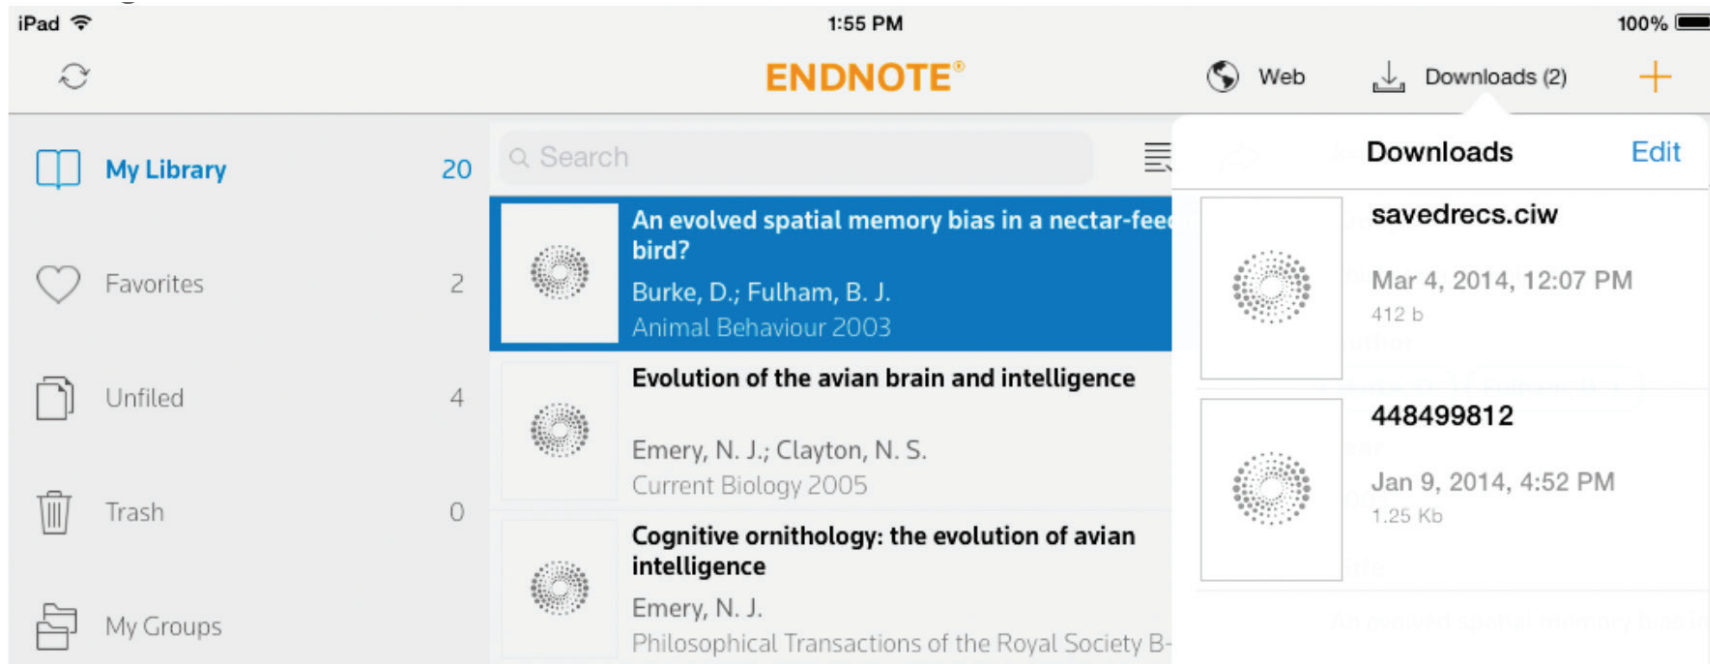 iPad 1:55 PM 100%
ENDNOTE® Web Downloads (2)
My Library 20
Favorites 2
Unfiled 4
Trash 0
My Groups
Search
An evolved spatial memory bias in a nectar-feed
bird?
Burke, D.; Fulham, B. J.
Animal Behaviour 2003
Evolution of the avian brain and intelligence
Emery, N. J.; Clayton, N. S.
Current Biology 2005
Cognitive ornithology: the evolution of avian
intelligence
Emery, N. J.
Philosophical Transactions of the Royal Society B-
Downloads Edit
savedrecs.ciw
Mar 4, 2014, 12:07 PM
412 b
448499812
Jan 9, 2014, 4:52 PM
1.25 Kb